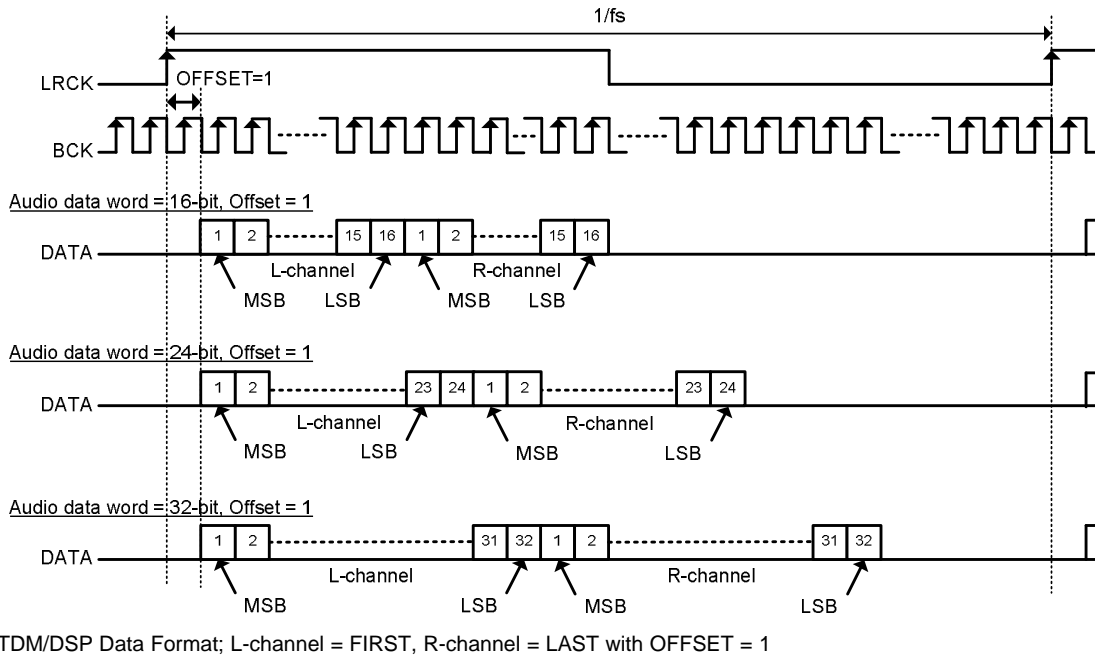 1/fs
LRCK
OFFSET=1
BCK
Audio data word = 16-bit, Offset = 1
DATA
1 2 15 16 1 2 15 16
L-channel R-channel
MSB LSB MSB LSB
Audio data word = 24-bit, Offset = 1
DATA
1 2 23 24 1 2 23 24
L-channel R-channel
MSB LSB MSB LSB
Audio data word = 32-bit, Offset = 1
DATA
1 2 31 32 1 2 31 32
L-channel R-channel
MSB LSB MSB LSB
TDM/DSP Data Format; L-channel = FIRST, R-channel = LAST with OFFSET = 1